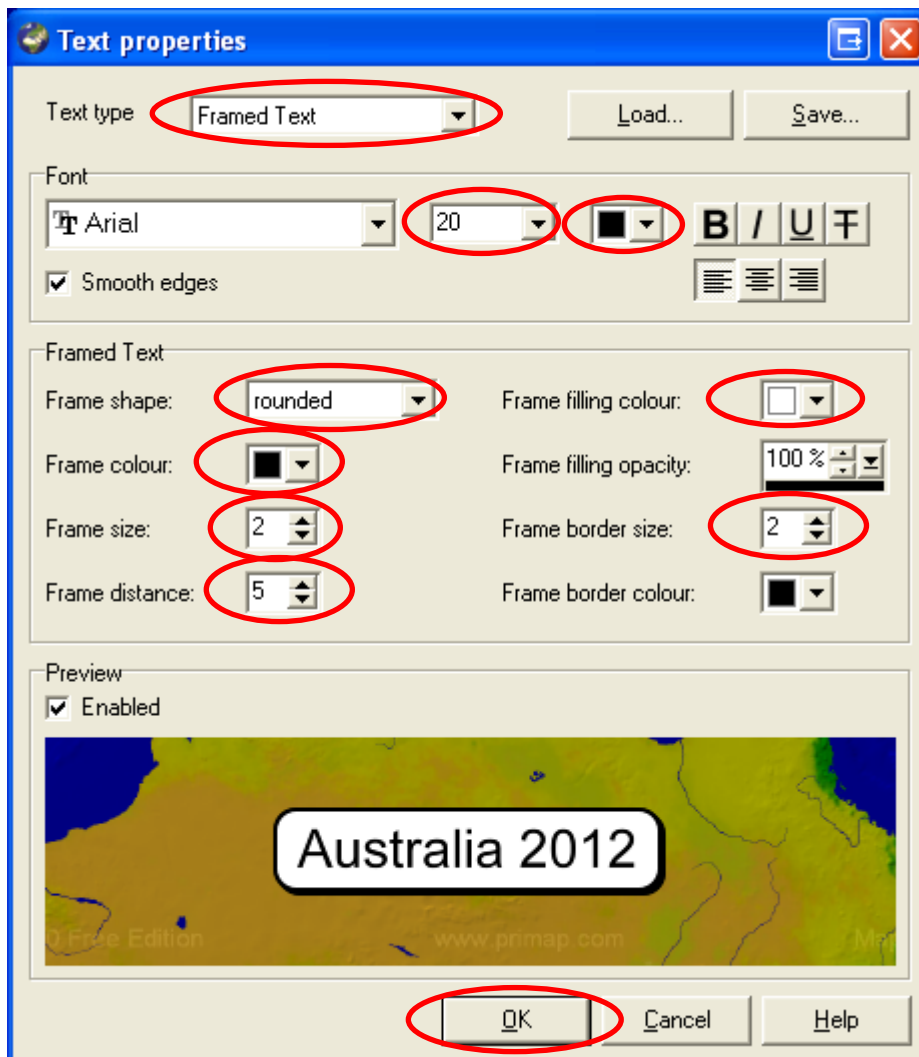 Text properties
Text type Framed Text Load... Save...
Font
Arial 20 B I U T
Smooth edges
Framed Text
Frame shape: rounded Frame filling colour:
Frame colour: Frame filling opacity: 100 %
Frame size: 2 Frame border size: 2
Frame distance: 5 Frame border colour:
Preview
Enabled
Australia 2012
0 Free Edition www.primap.com Map
OK Cancel Help